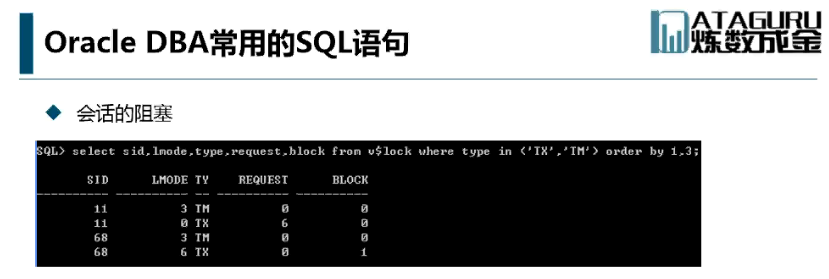 Oracle DBA常用的SQL语句
ATAGURU
炼数成金
会话的阻塞
SQL> select sid,lmode,type,request,block from v$lock where type in ('TX','TM') order by 1,3;
SID LMODE TY REQUEST BLOCK
---------- ---------- -- ---------- ----------
11 3 TM 0 0
11 0 TX 6 0
68 3 TM 0 0
68 6 TX 0 1